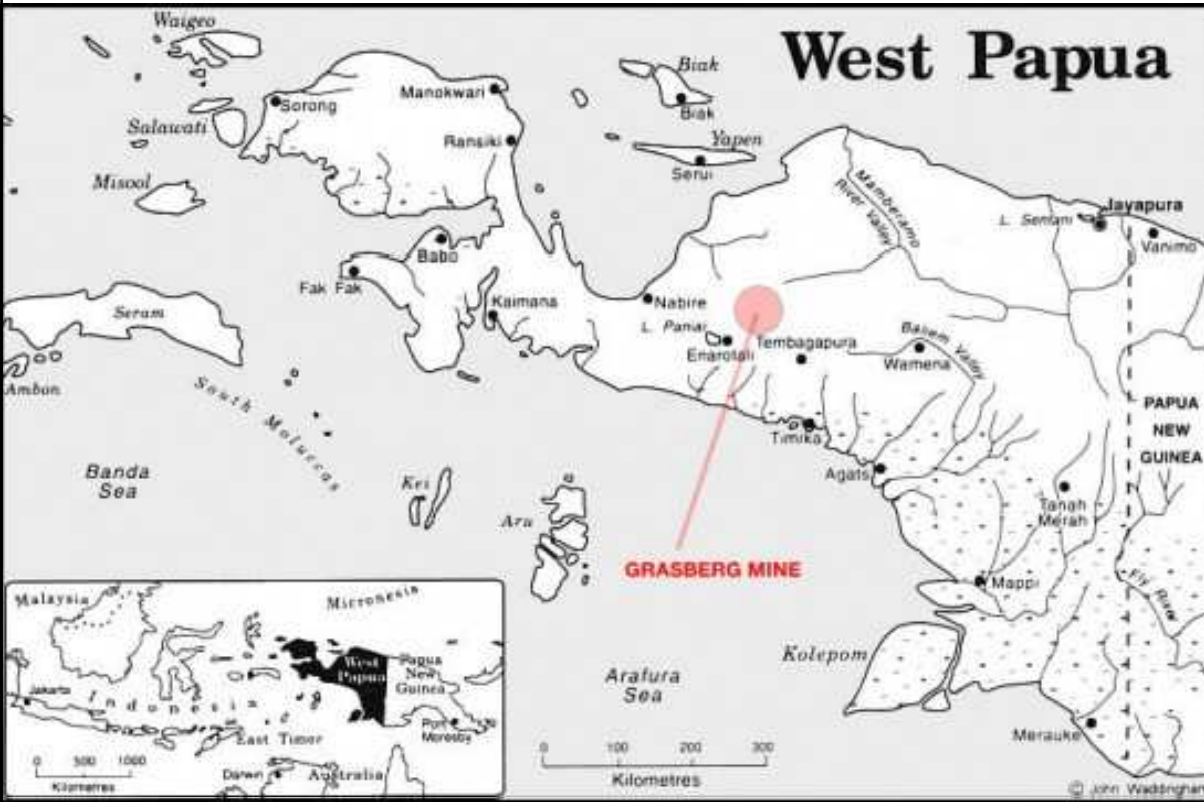 West Papua
Waigeo
Biak
Sorong
Manokwari
Biak
Salawati
Ransiki
Yapen
Serui
Misool
Mamberamo
River Valley
Jayapura
L. Sentani
Vanimo
Babo
Fak Fak
Kaimana
Nabire
Seram
L. Paniai
Enarotali
Tembagapura
Baliem Valley
Wamena
Ambon
South Moluccas
PAPUA
NEW
GUINEA
Timika
Banda
Sea
Kei
Agats
Aru
Tanah
Merah
GRASBERG MINE
Mappi
Fly River
Kolepom
Arafura
Sea
Merauke
0 100 200 300
Kilometres
Malaysia
Micronesia
West
Papua
Papua
New
Guinea
Jakarta
Indonesia
Port
Moresby
East Timor
0 500 1000
Kilometres
Darwin
Australia
© John Waddingham